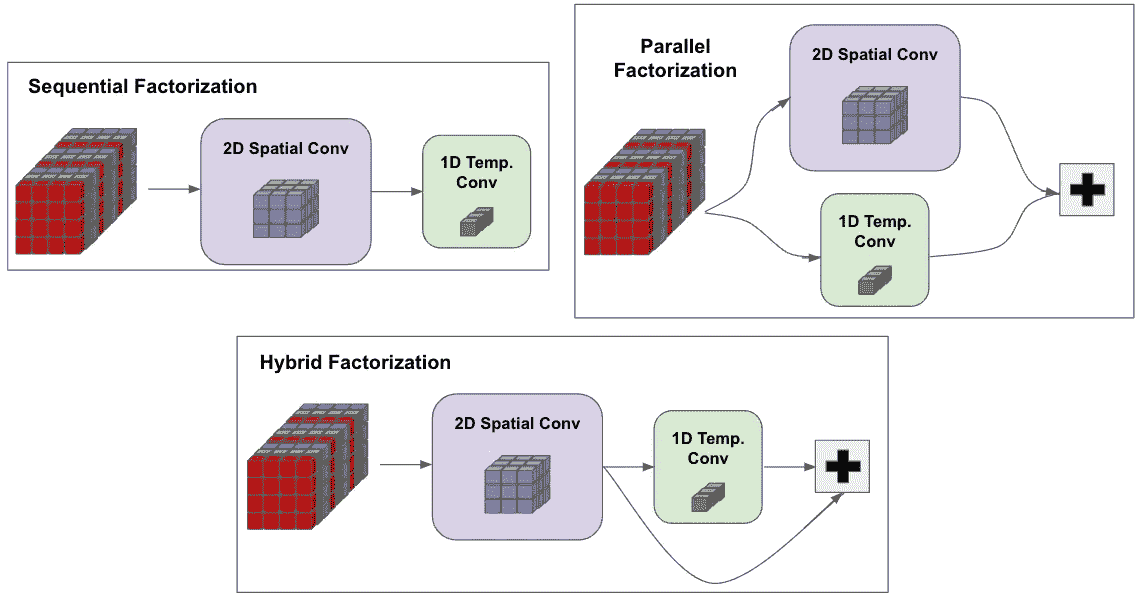 Sequential Factorization
2D Spatial Conv
1D Temp.
Conv
Parallel
Factorization
2D Spatial Conv
1D Temp.
Conv
Hybrid Factorization
2D Spatial Conv
1D Temp.
Conv